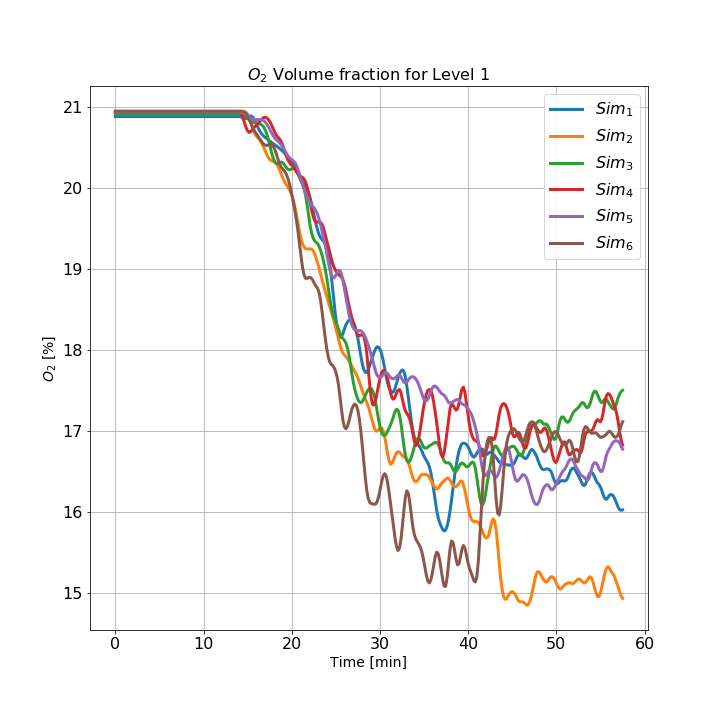 O₂ Volume fraction for Level 1
Sim₁
Sim₂
Sim₃
Sim₄
Sim₅
Sim₆
21
20
19
18
17
16
15
O₂ [%]
0 10 20 30 40 50 60
Time [min]